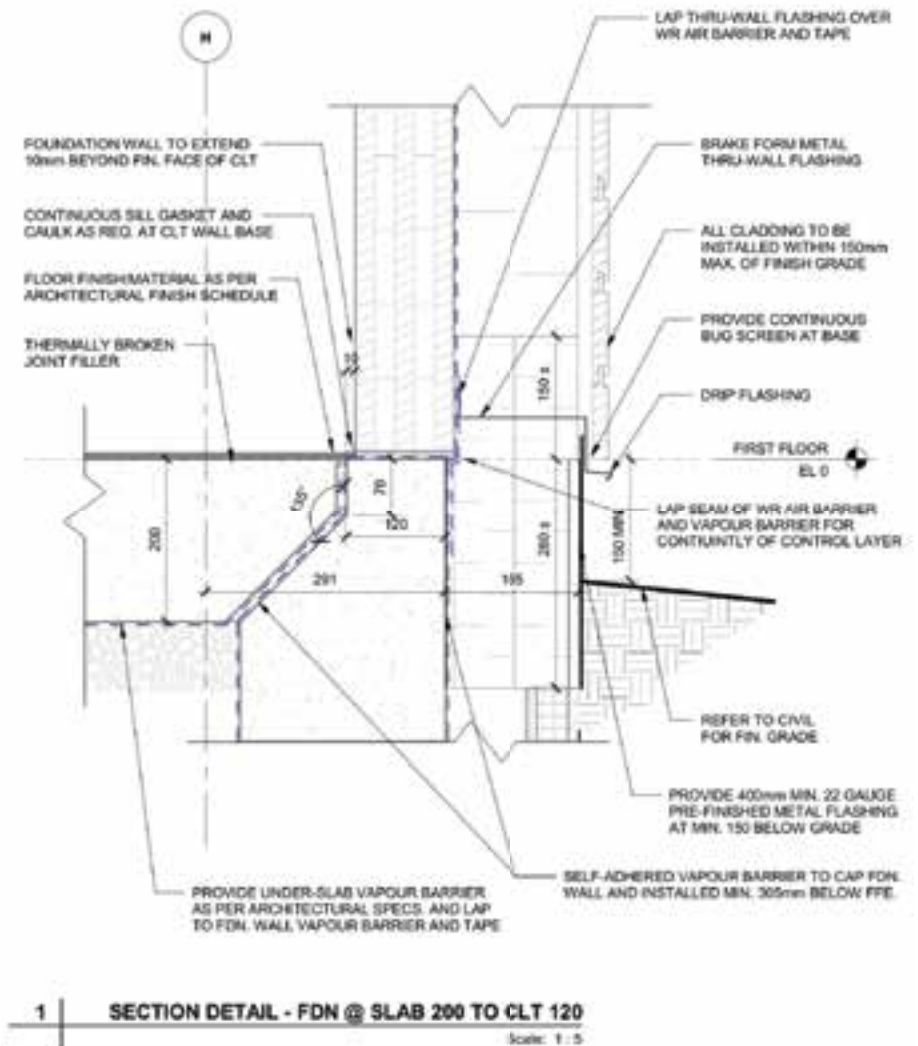 H
LAP THRU-WALL FLASHING OVER
WR AIR BARRIER AND TAPE
FOUNDATION WALL TO EXTEND
10mm BEYOND FIN. FACE OF CLT
BRAKE FORM METAL
THRU-WALL FLASHING
CONTINUOUS SILL GASKET AND
CAULK AS REQ. AT CLT WALL BASE
ALL CLADDING TO BE
INSTALLED WITHIN 150mm
MAX. OF FINISH GRADE
FLOOR FINISH MATERIAL AS PER
ARCHITECTURAL FINISH SCHEDULE
PROVIDE CONTINUOUS
BUG SCREEN AT BASE
THERMALLY BROKEN
JOINT FILLER
150 ±
DRIP FLASHING
FIRST FLOOR
EL 0
135°
70
120
200
280 ±
150 MIN
LAP SEAM OF WR AIR BARRIER
AND VAPOUR BARRIER FOR
CONTIUNTLY OF CONTROL LAYER
291
165
REFER TO CIVIL
FOR FIN. GRADE
PROVIDE 400mm MIN. 22 GAUGE
PRE-FINISHED METAL FLASHING
AT MIN. 150 BELOW GRADE
PROVIDE UNDER-SLAB VAPOUR BARRIER
AS PER ARCHITECTURAL SPECS. AND LAP
TO FDN. WALL VAPOUR BARRIER AND TAPE
SELF-ADHERED VAPOUR BARRIER TO CAP FDN.
WALL AND INSTALLED MIN. 305mm BELOW FFE.
1 SECTION DETAIL - FDN @ SLAB 200 TO CLT 120
Scale: 1 : 5